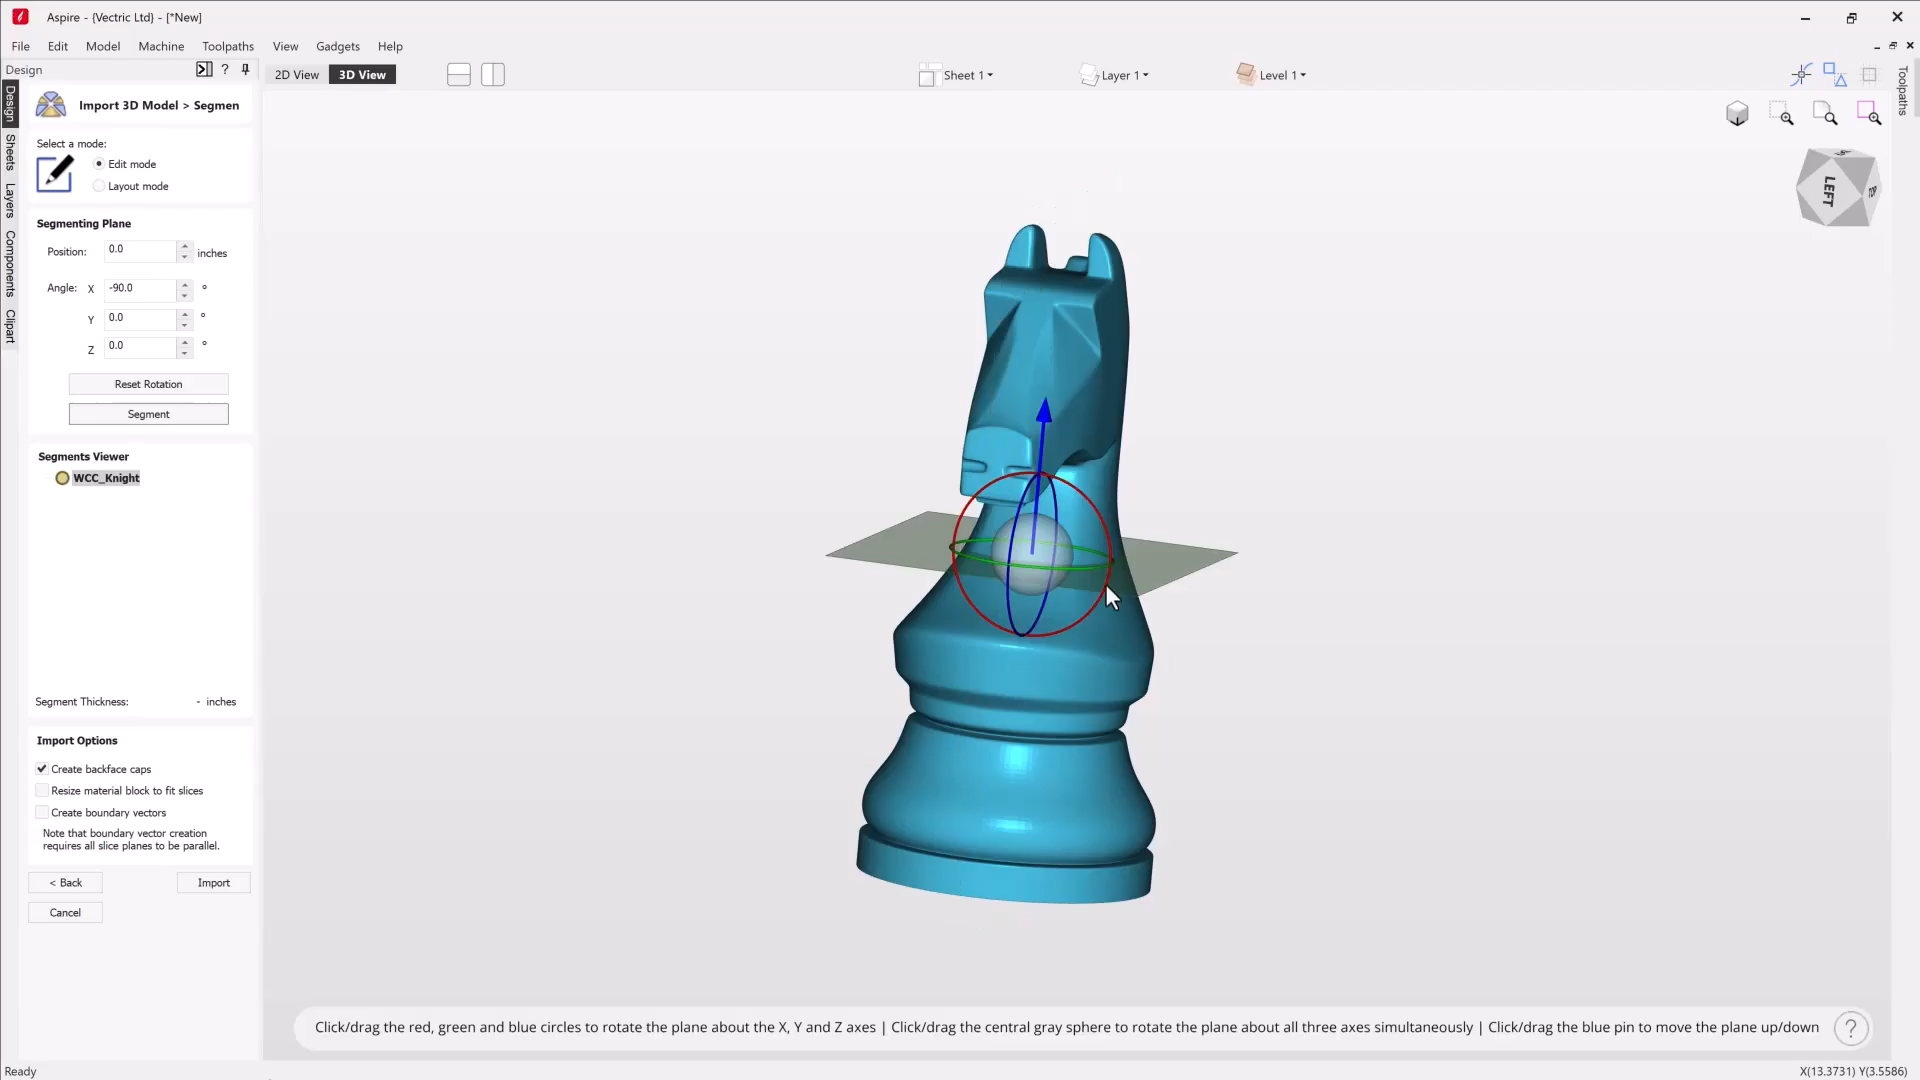 Aspire - {Vectric Ltd} - [*New]
File Edit Model Machine Toolpaths View Gadgets Help
Design
2D View 3D View
Sheet 1 Layer 1 Level 1
Toolpaths
Design
Sheets
Layers
Components
Clipart
Import 3D Model > Segmen
Select a mode:
Edit mode
Layout mode
Segmenting Plane
Position: 0.0 inches
Angle: X -90.0 °
Y 0.0 °
Z 0.0 °
Reset Rotation
Segment
Segments Viewer
WCC_Knight
Segment Thickness: - inches
Import Options
Create backface caps
Resize material block to fit slices
Create boundary vectors
Note that boundary vector creation
requires all slice planes to be parallel.
< Back Import
Cancel
LEFT
TOP
Click/drag the red, green and blue circles to rotate the plane about the X, Y and Z axes | Click/drag the central gray sphere to rotate the plane about all three axes simultaneously | Click/drag the blue pin to move the plane up/down
?
Ready
X(13.3731) Y(3.5586)